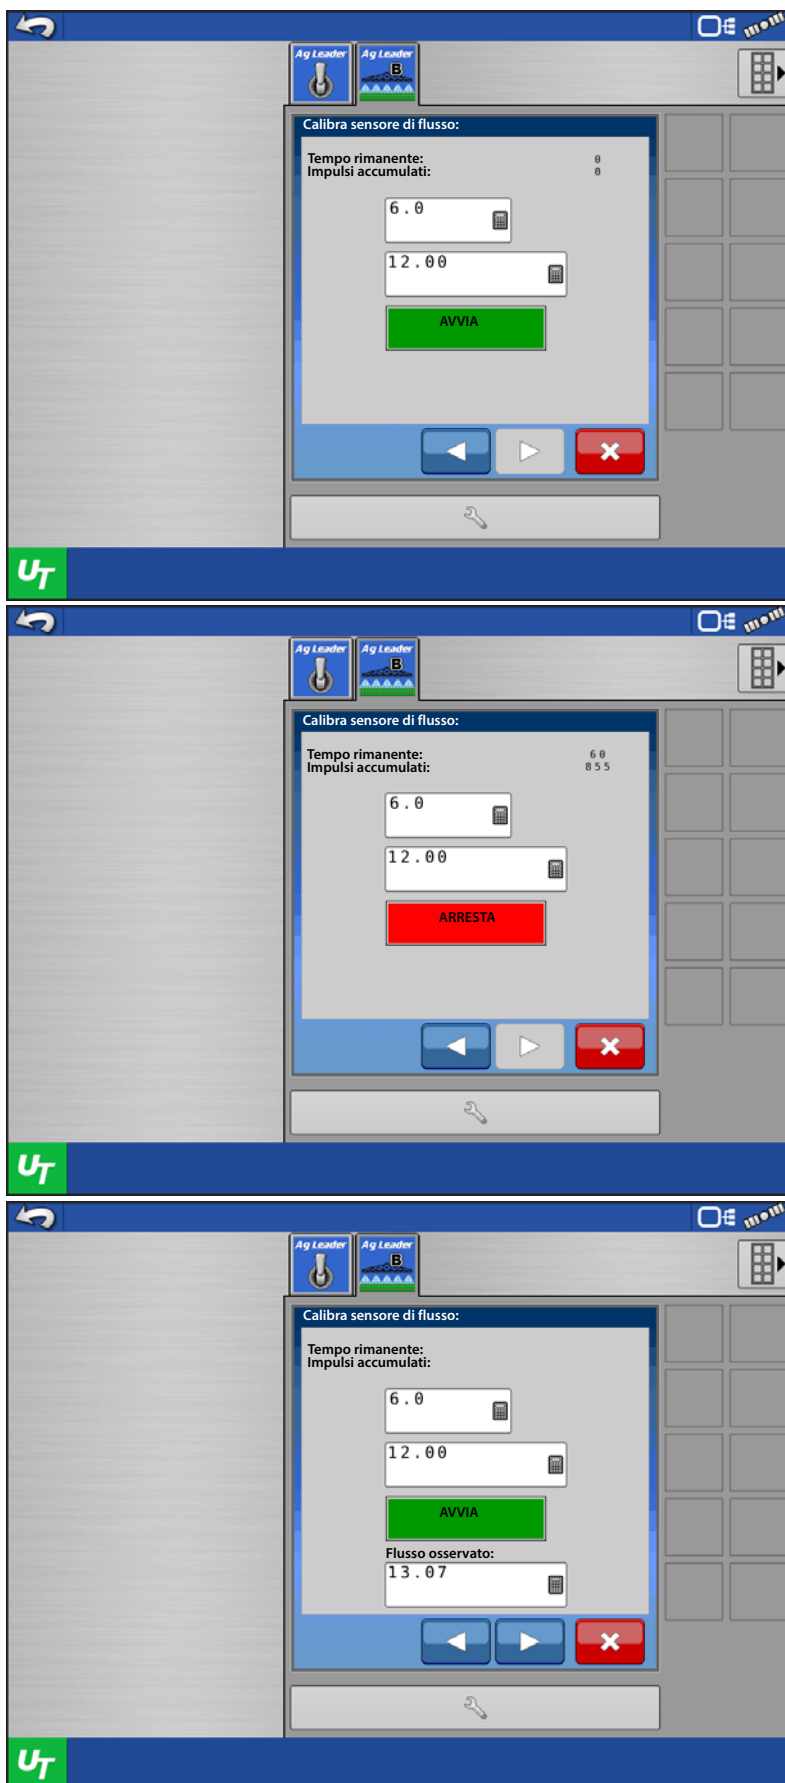 Ag Leader
Ag Leader
B
Calibra sensore di flusso:
Tempo rimanente: 0
Impulsi accumulati: 0
6.0
12.00
AVVIA
UT
Ag Leader
Ag Leader
B
Calibra sensore di flusso:
Tempo rimanente: 60
Impulsi accumulati: 855
6.0
12.00
ARRESTA
UT
Ag Leader
Ag Leader
B
Calibra sensore di flusso:
Tempo rimanente:
Impulsi accumulati:
6.0
12.00
AVVIA
Flusso osservato:
13.07
UT